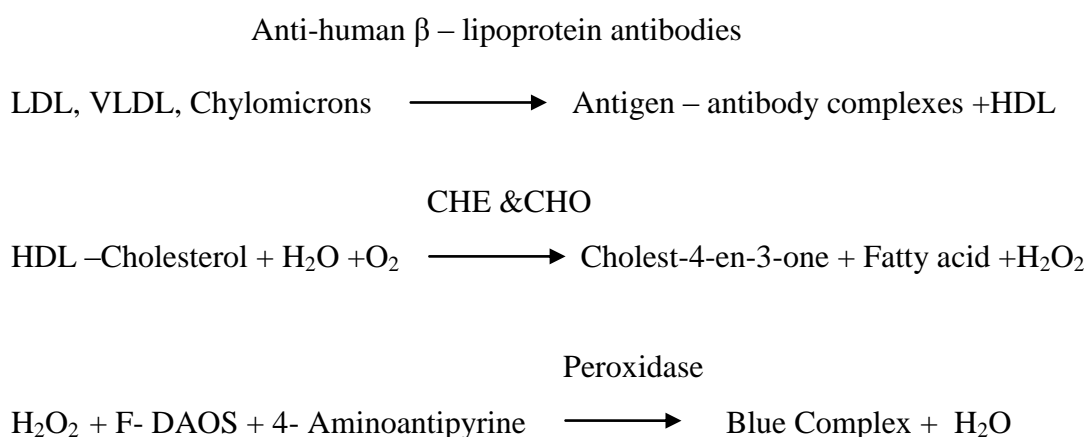 Anti-human β – lipoprotein antibodies
LDL, VLDL, Chylomicrons ⟶ Antigen – antibody complexes +HDL
CHE &CHO
HDL –Cholesterol + H₂O +O₂ ⟶ Cholest-4-en-3-one + Fatty acid +H₂O₂
Peroxidase
H₂O₂ + F- DAOS + 4- Aminoantipyrine ⟶ Blue Complex + H₂O